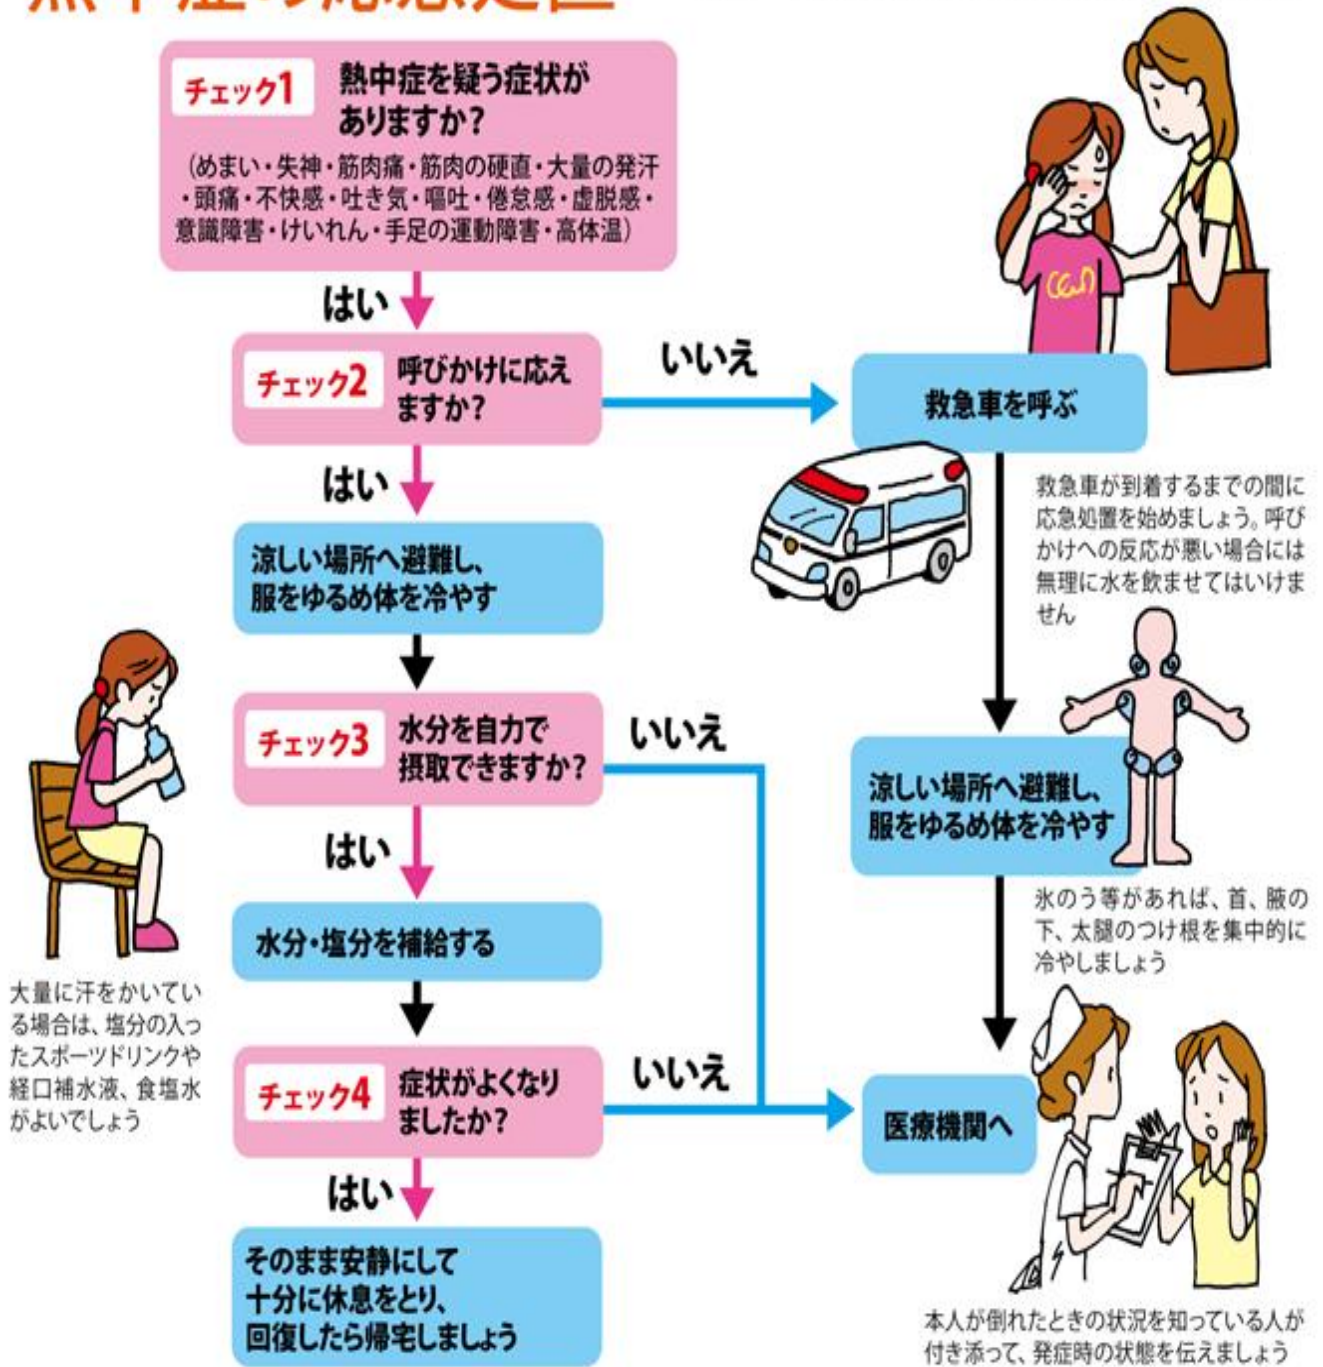 熱中症の応急処置
チェック1
熱中症を疑う症状が
ありますか?
(めまい・失神・筋肉痛・筋肉の硬直・大量の発汗
・頭痛・不快感・吐き気・嘔吐・倦怠感・虚脱感・
意識障害・けいれん・手足の運動障害・高体温)
はい
チェック2
呼びかけに応え
ますか?
いいえ
救急車を呼ぶ
はい
救急車が到着するまでの間に
応急処置を始めましょう。呼び
かけへの反応が悪い場合には
無理に水を飲ませてはいけま
せん
涼しい場所へ避難し、
服をゆるめ体を冷やす
チェック3
水分を自力で
摂取できますか?
いいえ
涼しい場所へ避難し、
服をゆるめ体を冷やす
はい
氷のう等があれば、首、腋の
下、太腿のつけ根を集中的に
冷やしましょう
水分・塩分を補給する
大量に汗をかいてい
る場合は、塩分の入っ
たスポーツドリンクや
経口補水液、食塩水
がよいでしょう
チェック4
症状がよくなり
ましたか?
いいえ
医療機関へ
はい
そのまま安静にして
十分に休息をとり、
回復したら帰宅しましょう
本人が倒れたときの状況を知っている人が
付き添って、発症時の状態を伝えましょう